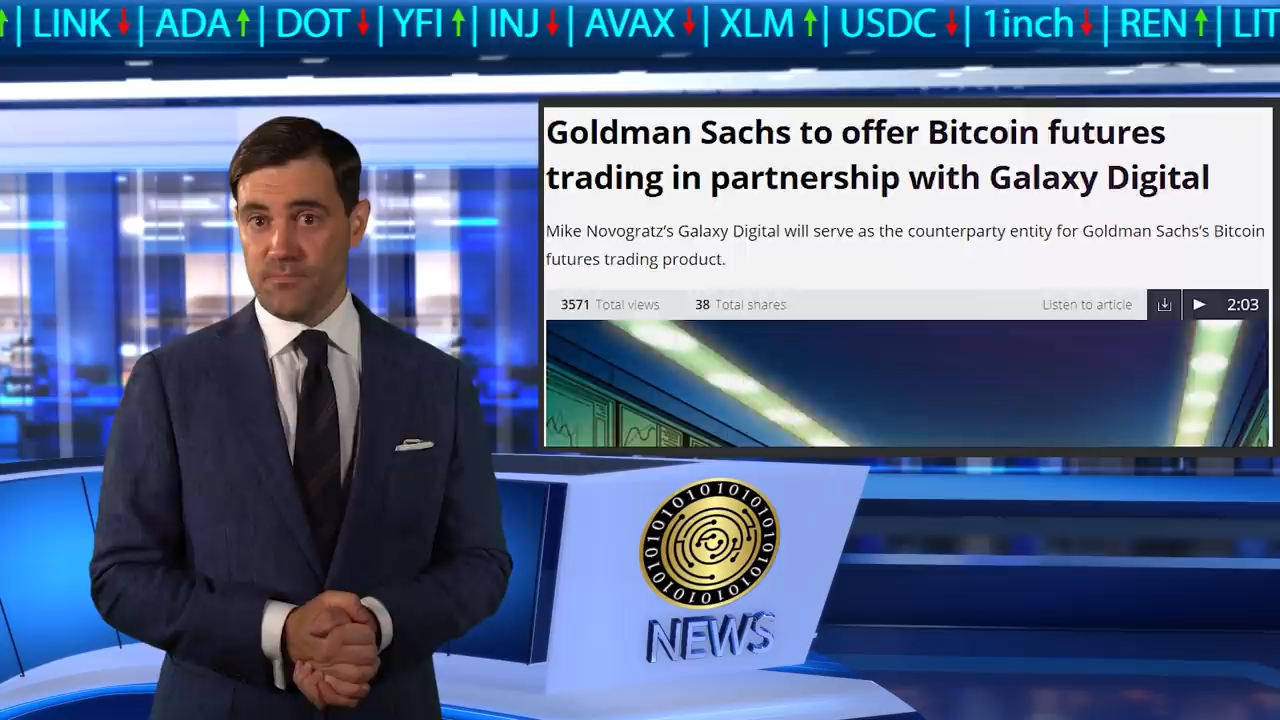 ↑ | LINK ↓ | ADA ↑ | DOT ↓ | YFI ↑ | INJ ↓ | AVAX ↓ | XLM ↑ | USDC ↓ | 1inch ↓ | REN ↑ | LIT
Goldman Sachs to offer Bitcoin futures
trading in partnership with Galaxy Digital
Mike Novogratz’s Galaxy Digital will serve as the counterparty entity for Goldman Sachs’s Bitcoin
futures trading product.
3571 Total views 38 Total shares Listen to article 2:03
NEWS